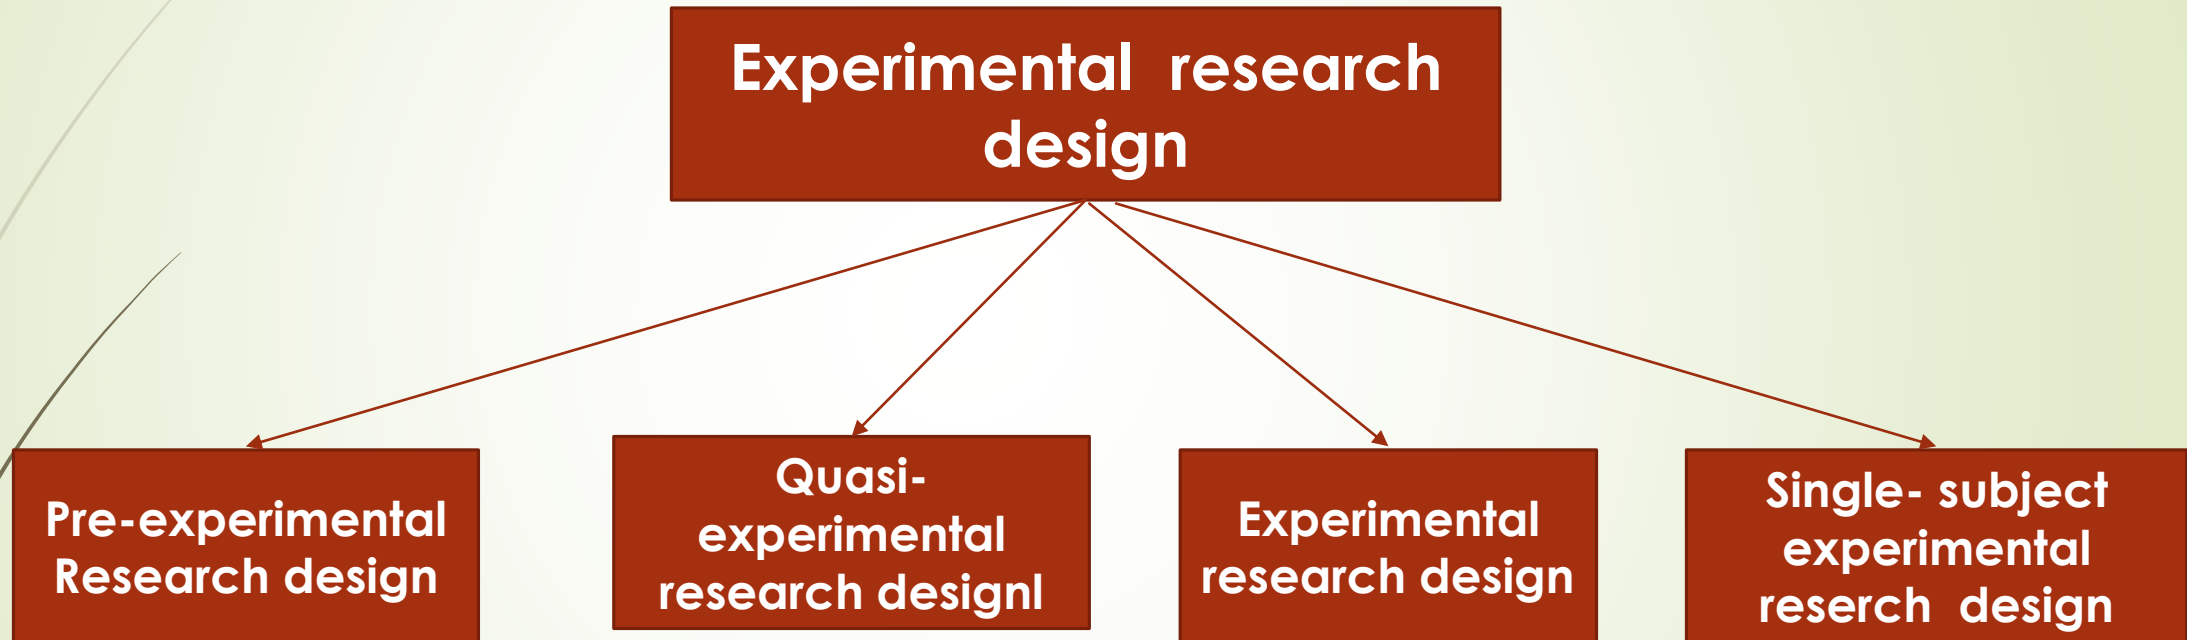 Experimental  research
design
Pre-experimental
Research design
Quasi-
experimental
research designl
Experimental
research design
Single- subject
experimental
reserch  design